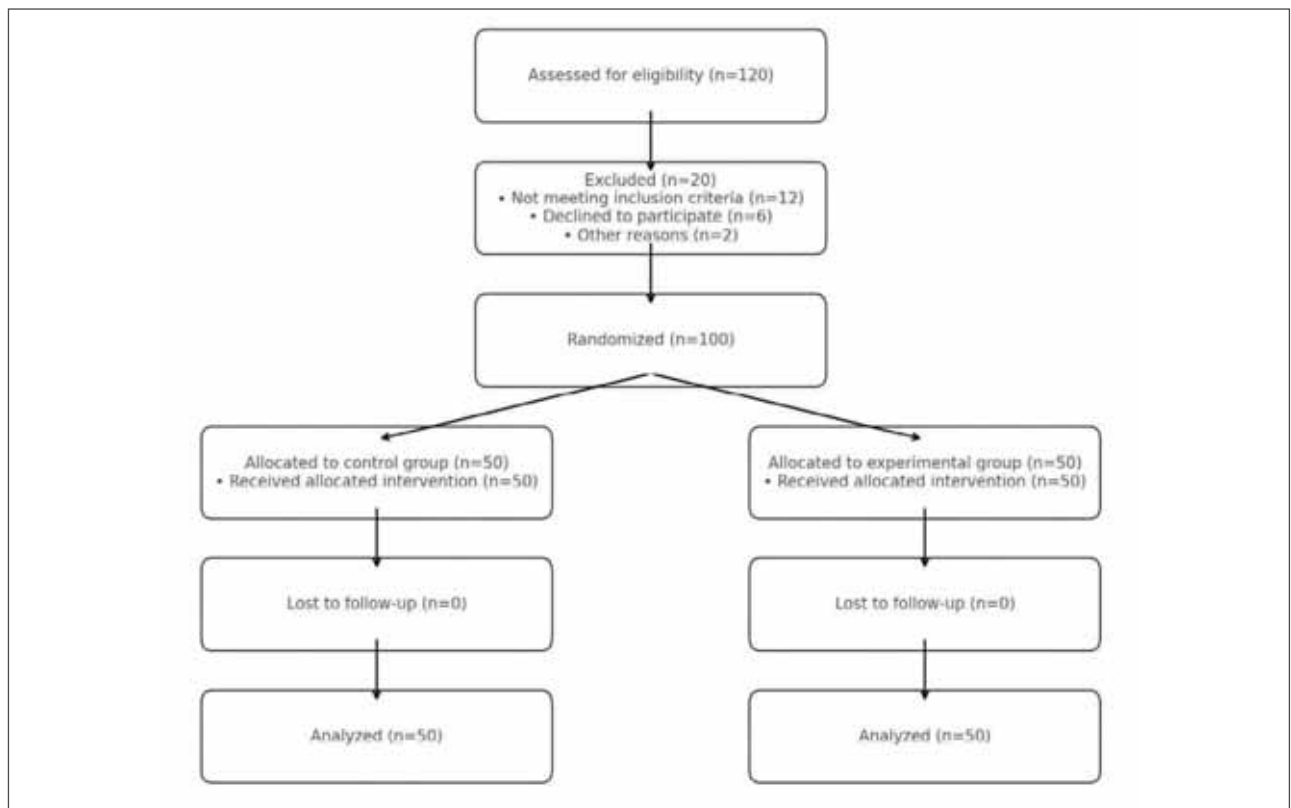 Assessed for eligibility (n=120)
Excluded (n=20)
• Not meeting inclusion criteria (n=12)
• Declined to participate (n=6)
• Other reasons (n=2)
Randomized (n=100)
Allocated to control group (n=50)
• Received allocated intervention (n=50)
Allocated to experimental group (n=50)
• Received allocated intervention (n=50)
Lost to follow-up (n=0)
Lost to follow-up (n=0)
Analyzed (n=50)
Analyzed (n=50)